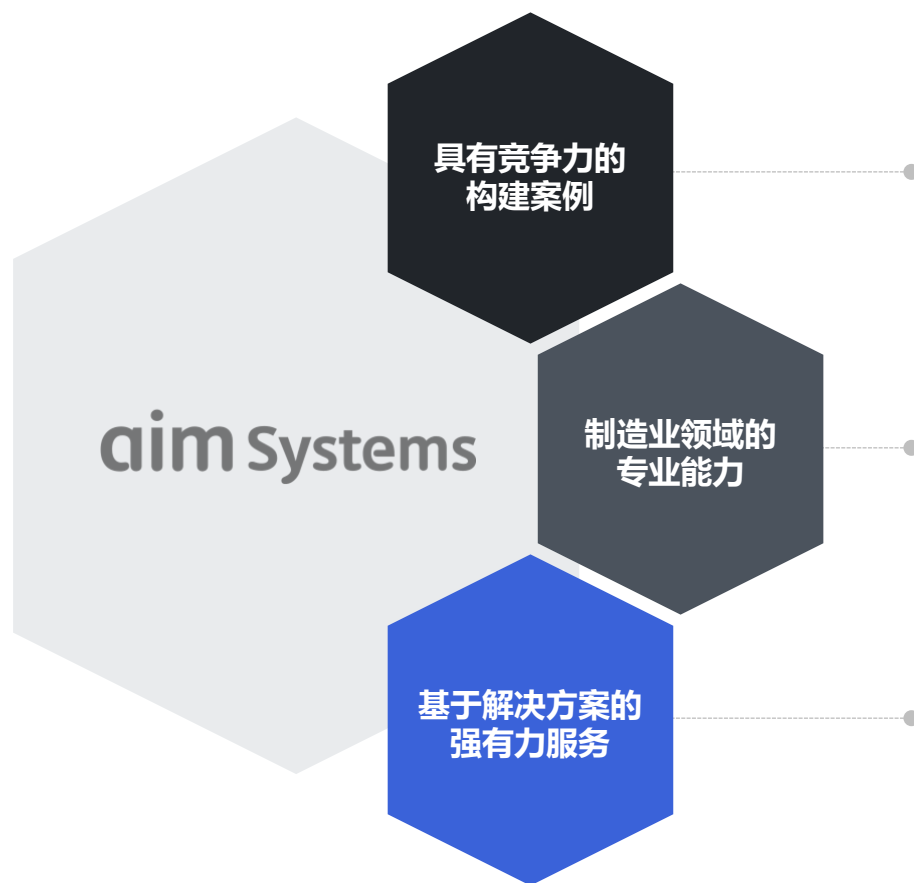 具有竞争力的
构建案例
aim Systems
制造业领域的
专业能力
基于解决方案的
强有力服务